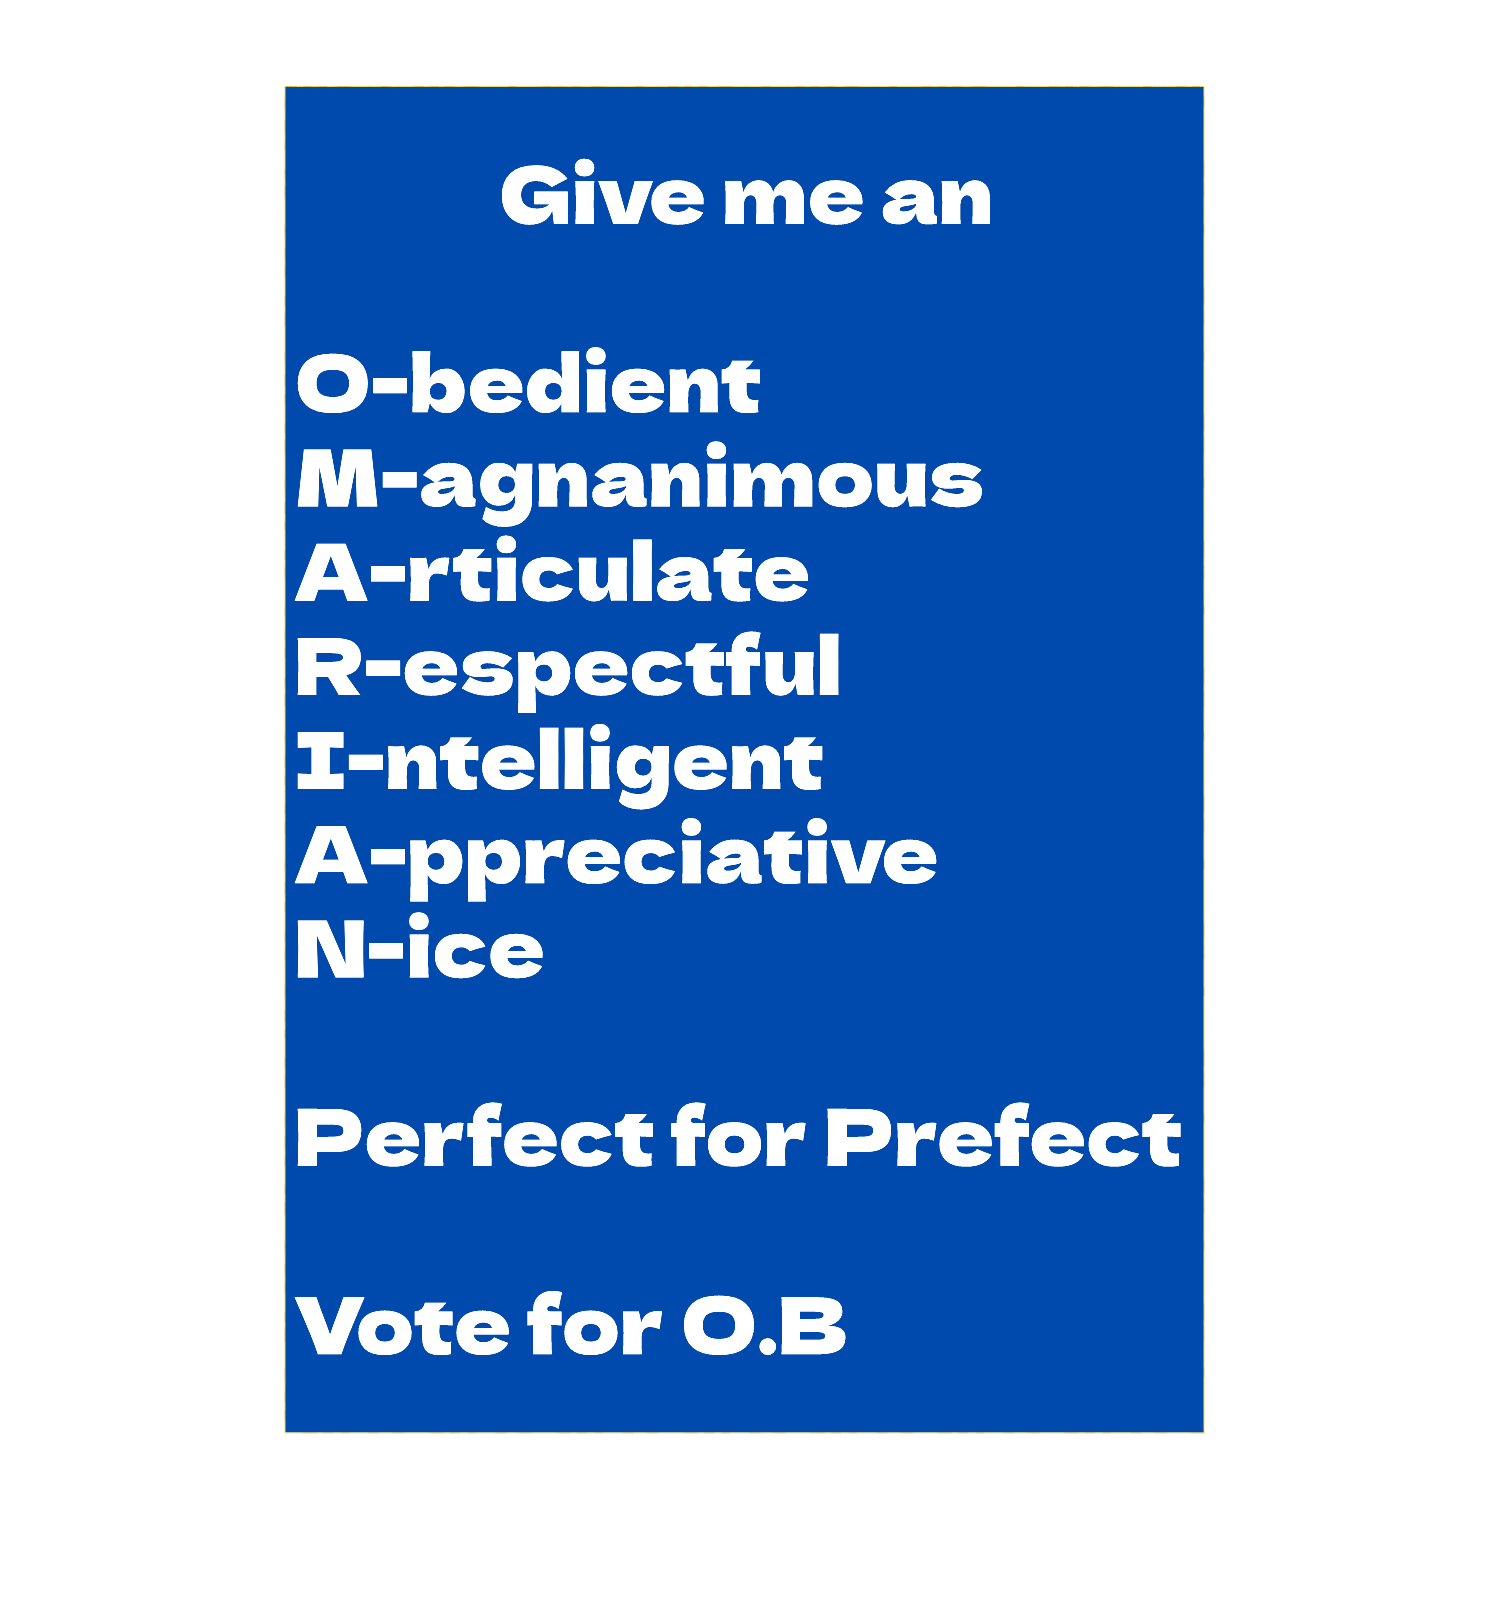 Give me an
O-bedient
M-agnanimous
A-rticulate
R-espectful
I-ntelligent
A-ppreciative
N-ice
Perfect for Prefect
Vote for O.B